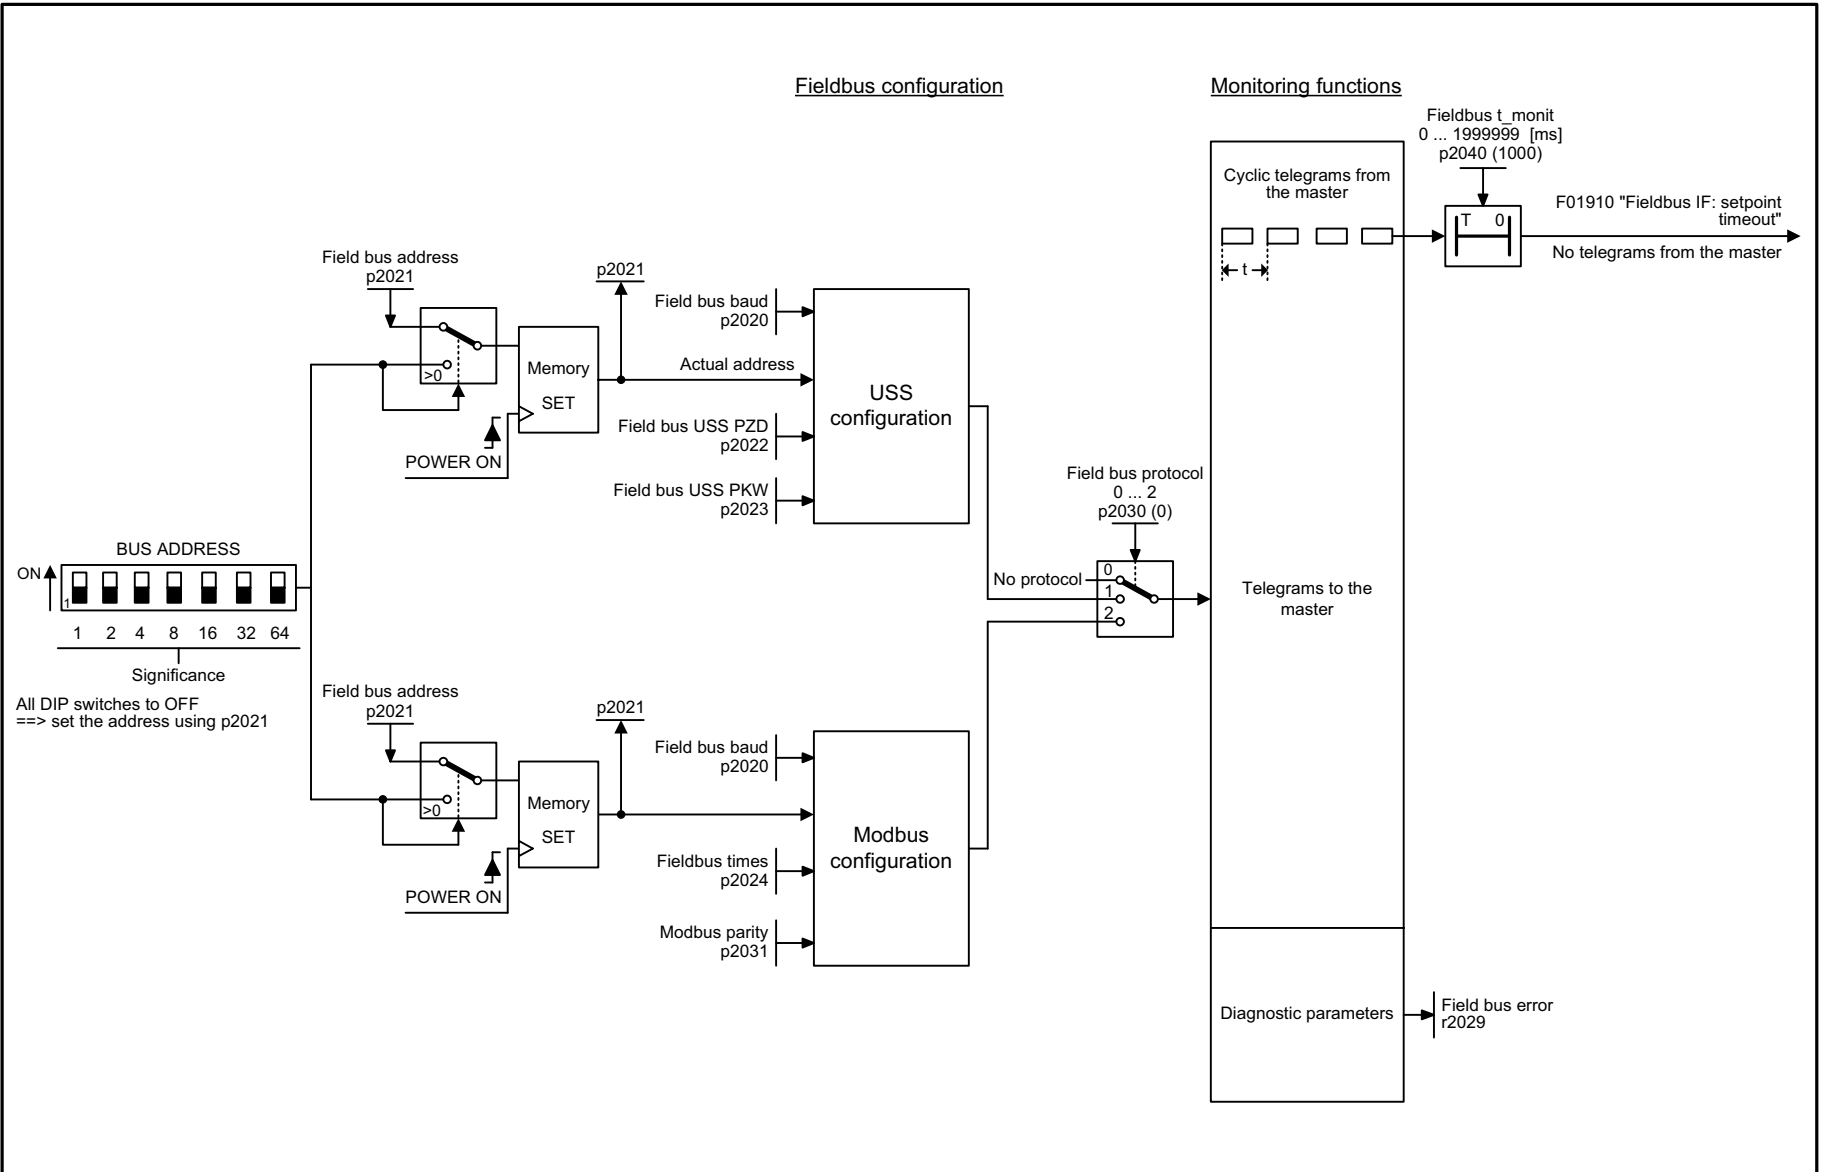 Fieldbus configuration
Monitoring functions
Fieldbus t_monit
0 ... 1999999 [ms]
p2040 (1000)
Cyclic telegrams from
the master
T 0
F01910 "Fieldbus IF: setpoint
timeout"
No telegrams from the master
t
Field bus address
p2021
>0
Memory
SET
POWER ON
p2021
Field bus baud
p2020
Actual address
Field bus USS PZD
p2022
Field bus USS PKW
p2023
USS
configuration
Field bus protocol
0 ... 2
p2030 (0)
No protocol
0
1
2
Telegrams to the
master
BUS ADDRESS
ON
1
1 2 4 8 16 32 64
Significance
All DIP switches to OFF
==> set the address using p2021
Field bus address
p2021
>0
Memory
SET
POWER ON
p2021
Field bus baud
p2020
Fieldbus times
p2024
Modbus parity
p2031
Modbus
configuration
Diagnostic parameters
Field bus error
r2029